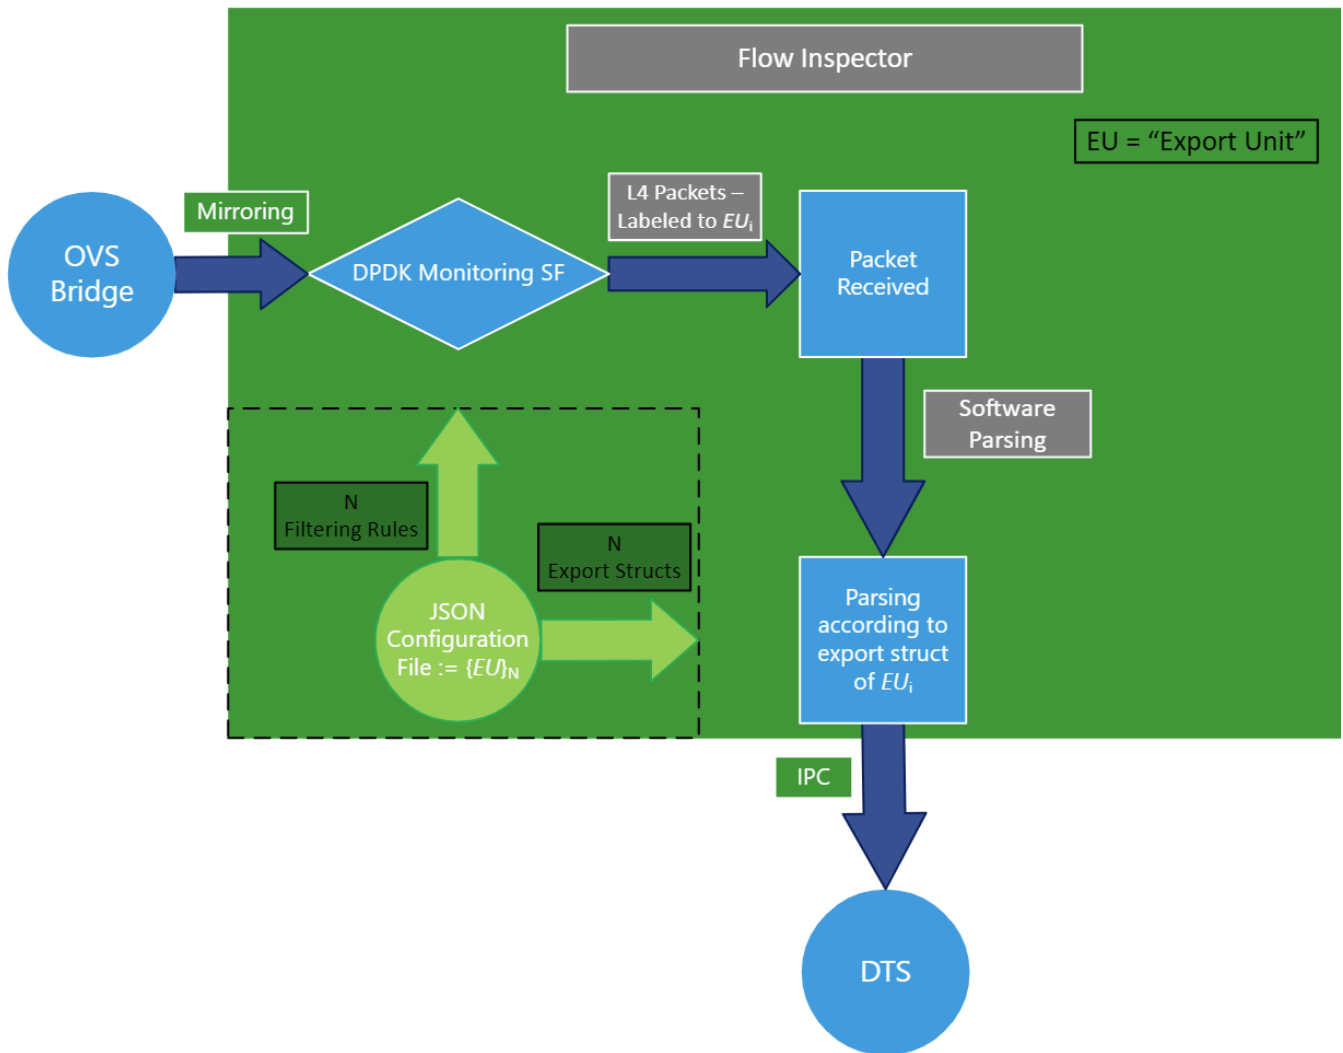 Flow Inspector
EU = “Export Unit”
Mirroring
L4 Packets –
Labeled to EUi
OVS
Bridge
DPDK Monitoring SF
Packet
Received
Software
Parsing
N
Filtering Rules
N
Export Structs
JSON
Configuration
File := {EU}N
Parsing
according to
export struct
of EUi
IPC
DTS